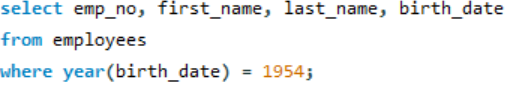 select emp_no, first_name, last_name, birth_date
from employees
where year(birth_date) = 1954;